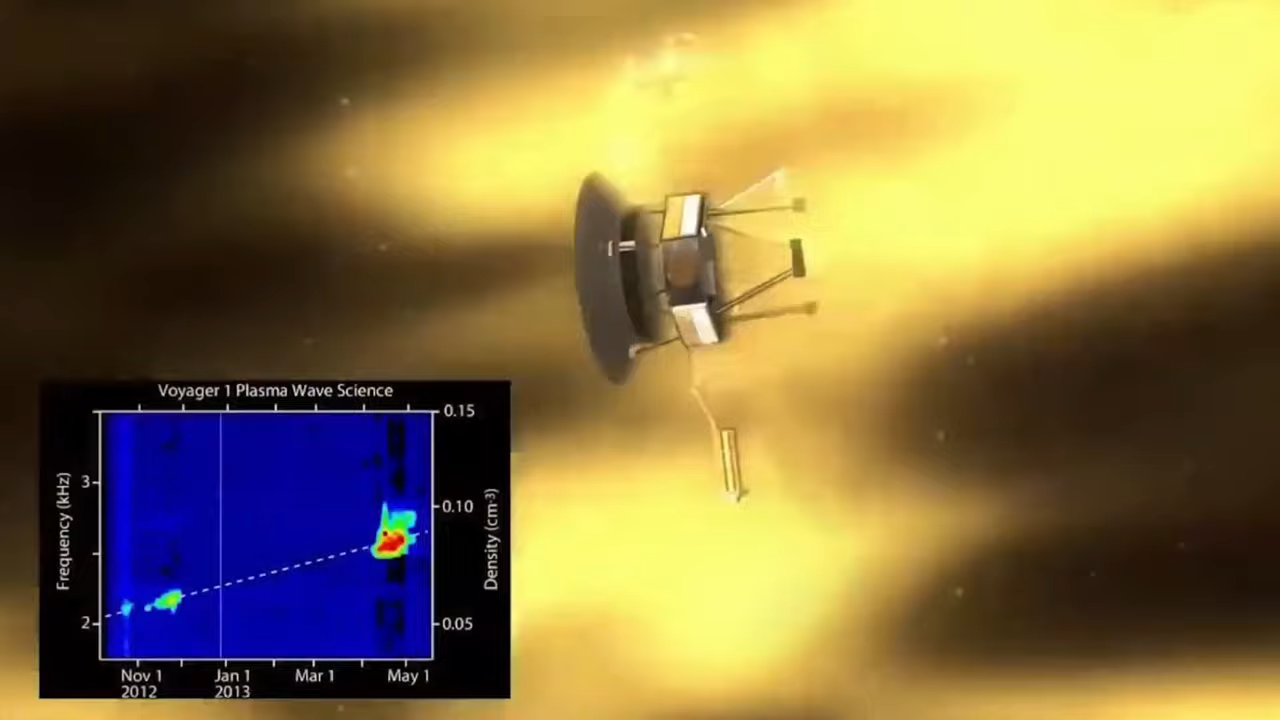 Voyager 1 Plasma Wave Science
0.15
3
0.10
Frequency (kHz)
Density (cm-3)
2
0.05
Nov 1
Jan 1
Mar 1
May 1
2012
2013